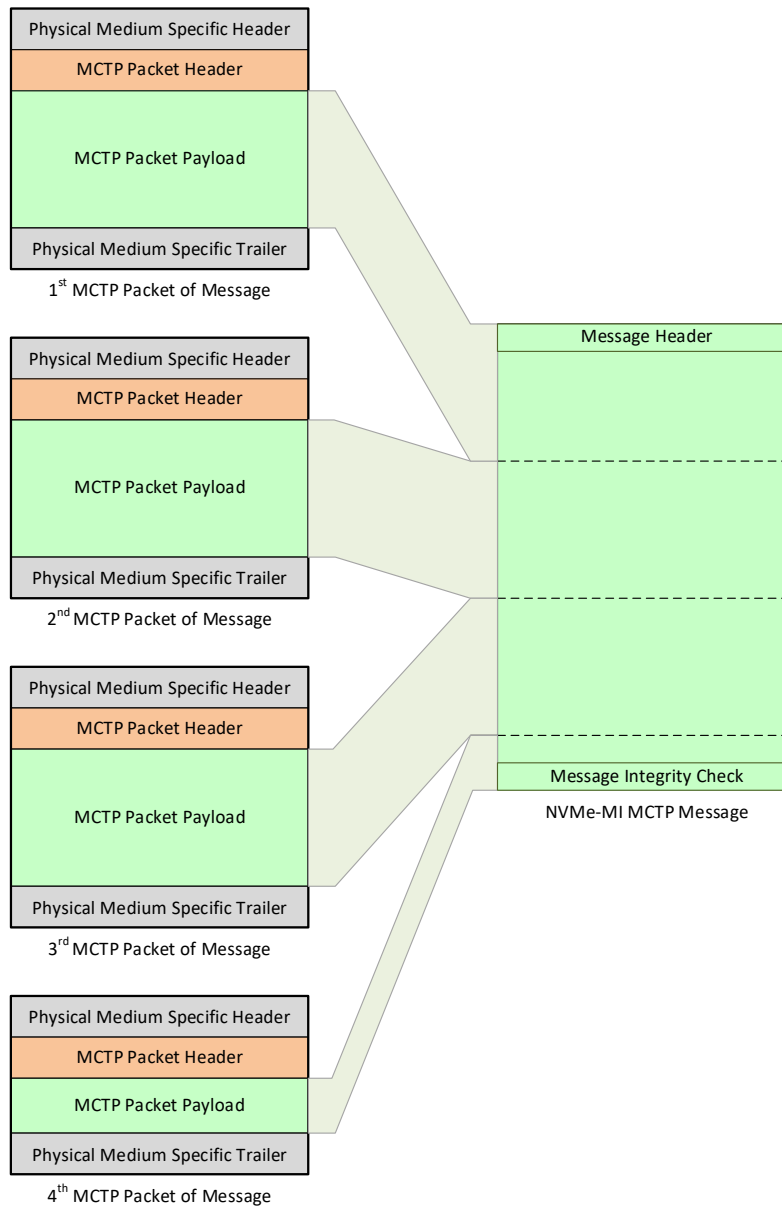 Physical Medium Specific Header
MCTP Packet Header
MCTP Packet Payload
Physical Medium Specific Trailer
1st MCTP Packet of Message
Physical Medium Specific Header
MCTP Packet Header
MCTP Packet Payload
Physical Medium Specific Trailer
2nd MCTP Packet of Message
Physical Medium Specific Header
MCTP Packet Header
MCTP Packet Payload
Physical Medium Specific Trailer
3rd MCTP Packet of Message
Physical Medium Specific Header
MCTP Packet Header
MCTP Packet Payload
Physical Medium Specific Trailer
4th MCTP Packet of Message
Message Header
Message Integrity Check
NVMe-MI MCTP Message